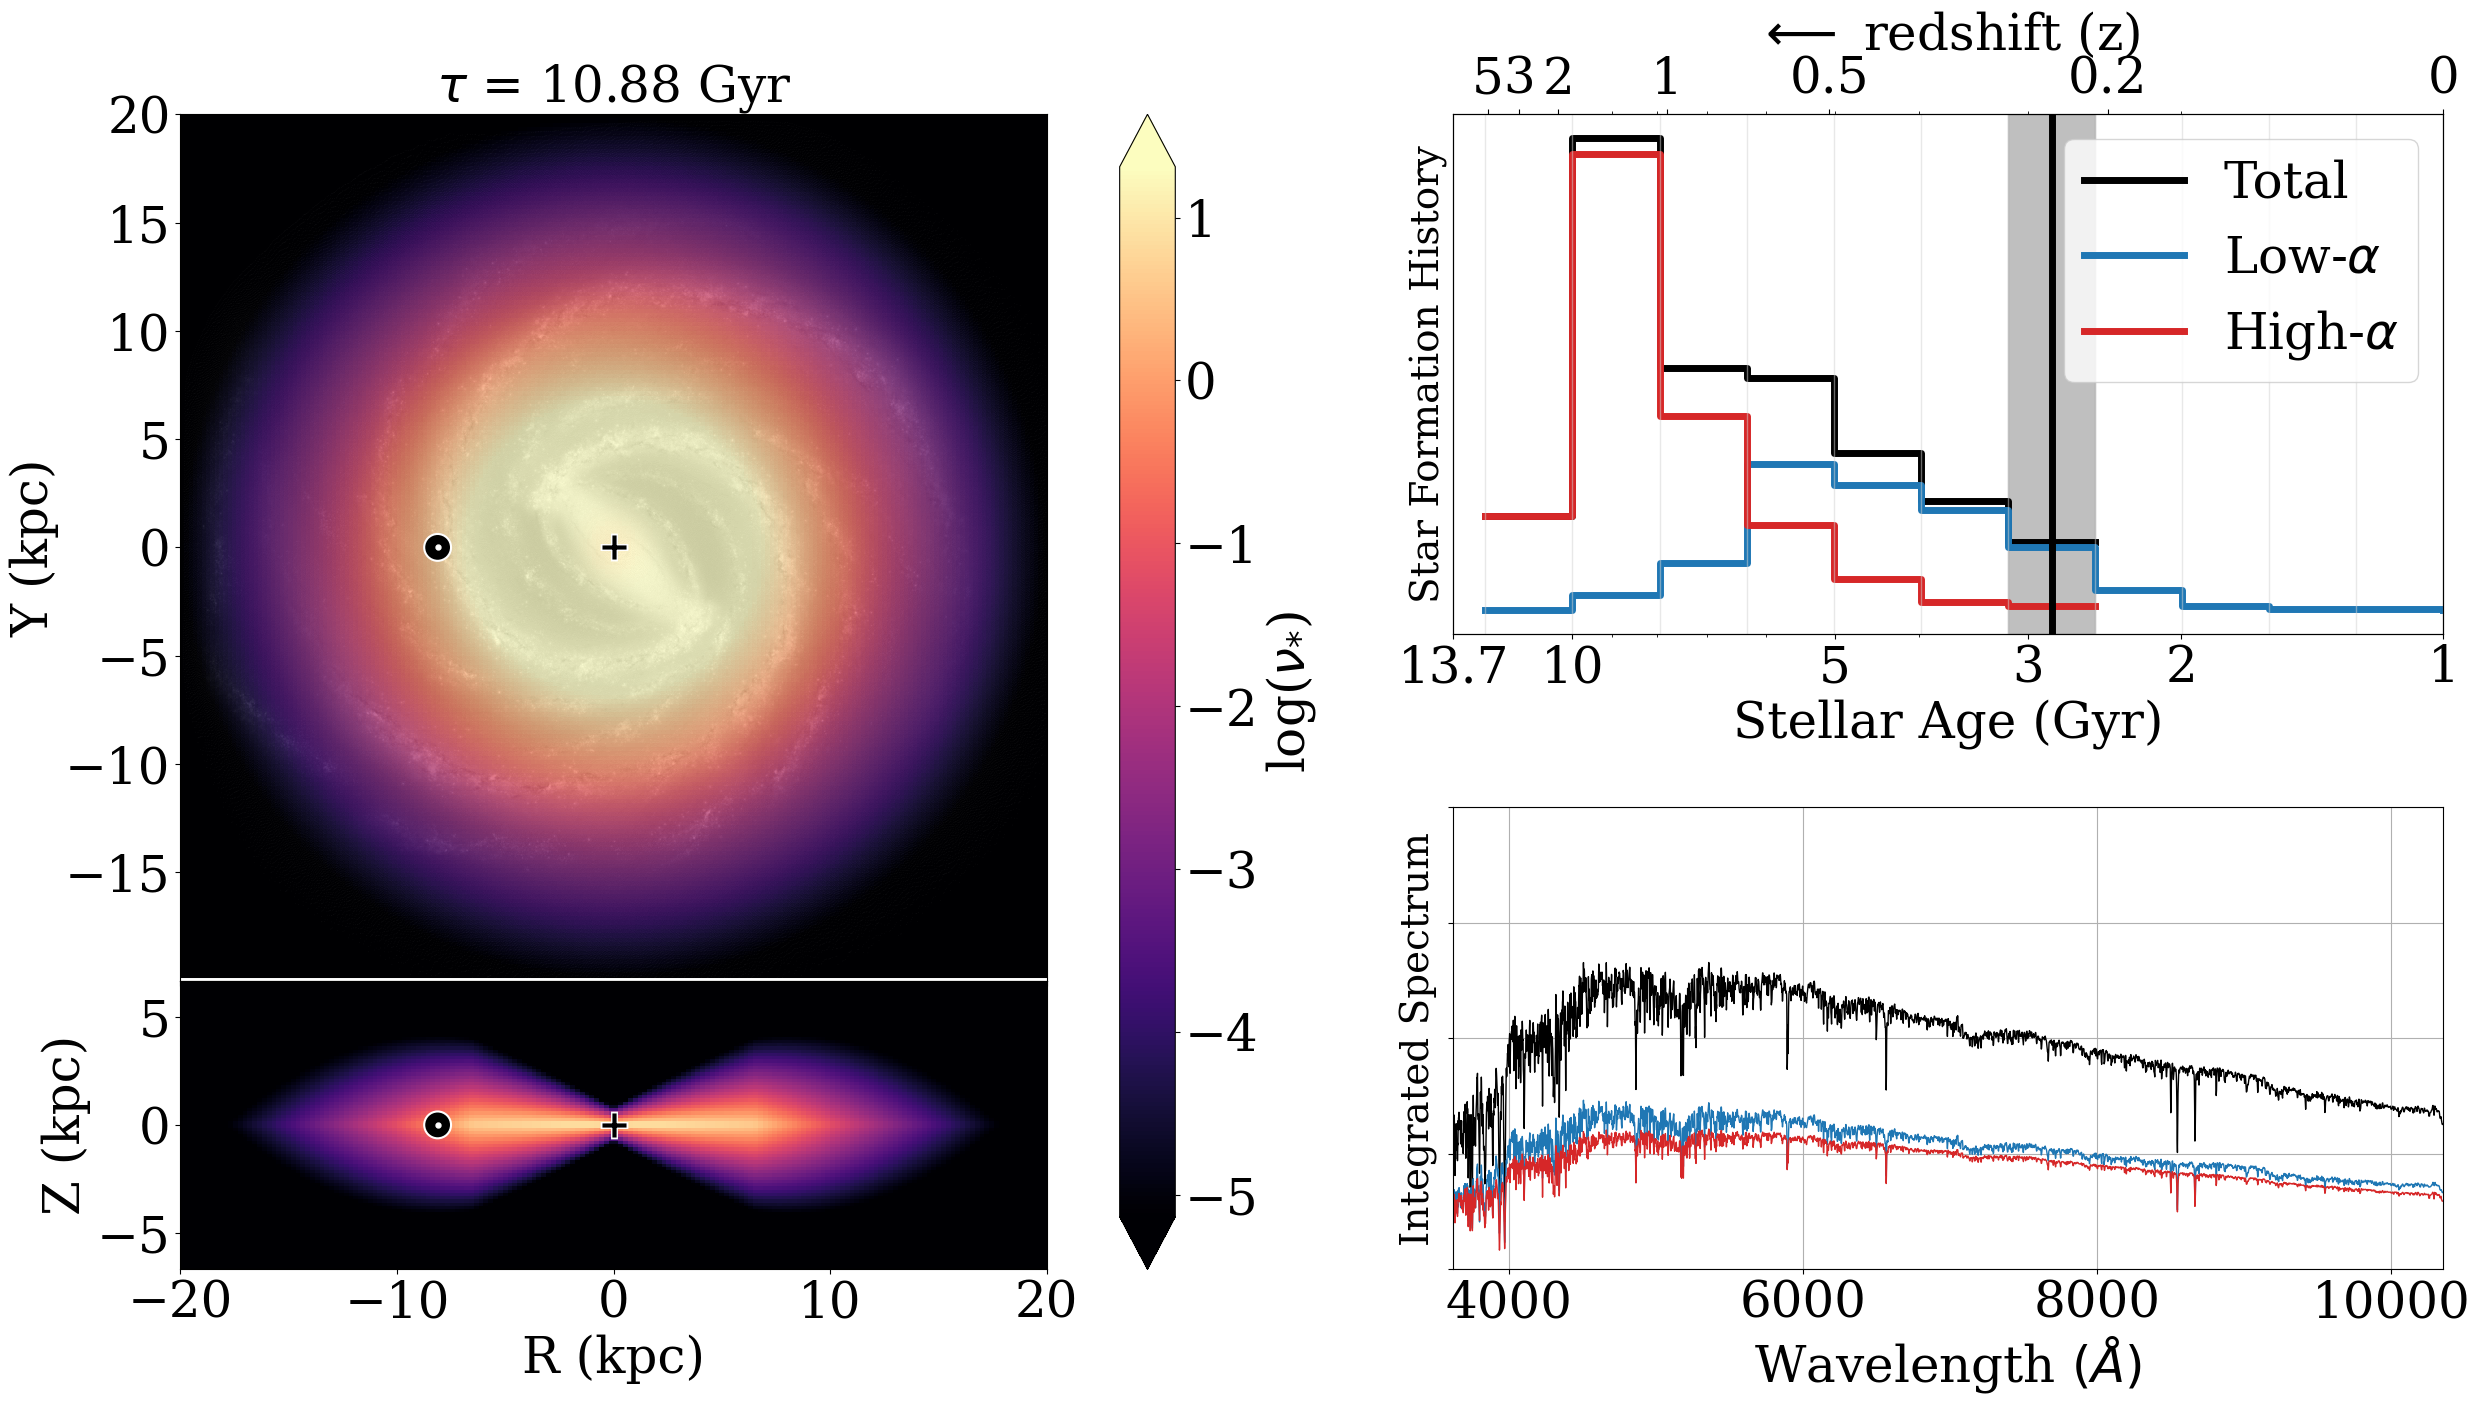 τ = 10.88 Gyr
20
15
10
5
0
−5
−10
−15
Y (kpc)
5
0
−5
Z (kpc)
−20 −10 0 10 20
R (kpc)
1
0
−1
−2
−3
−4
−5
log(ν*)
⟵ redshift (z)
5 3 2 1 0.5 0.2 0
Star Formation History
Total
Low-α
High-α
13.7 10 5 3 2 1
Stellar Age (Gyr)
Integrated Spectrum
4000 6000 8000 10000
Wavelength (Å)